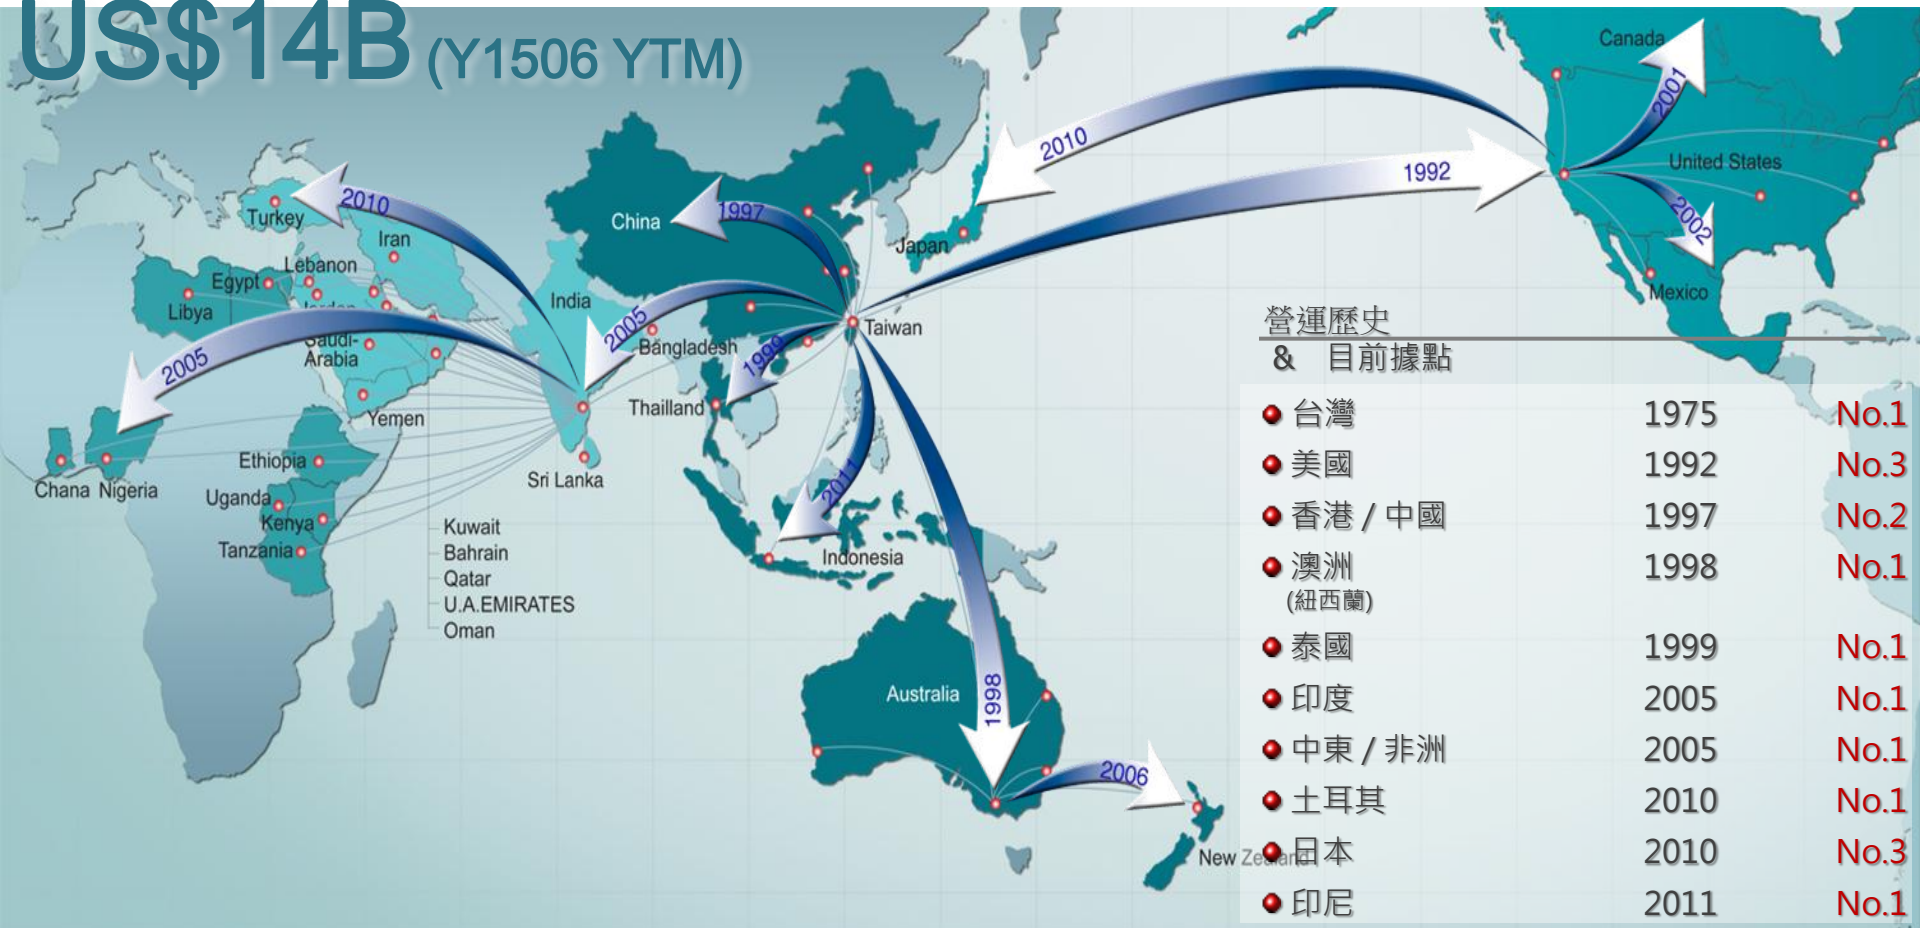 US$14B (Y1506 YTM)
Canada
2001
2010
United States
1992
2002
Turkey
2010
China
1997
Japan
Iran
Lebanon
Egypt
Libya
India
Mexico
2005
Taiwan
Saudi-
Arabia
2005
Bangladesh
1999
Thailland
Yemen
Ethiopia
Sri Lanka
Chana Nigeria
Uganda
Kenya
Tanzania
2011
Indonesia
Kuwait
Bahrain
Qatar
U.A.EMIRATES
Oman
Australia
1998
2006
New Zealand
營運歷史
& 目前據點
台灣 1975 No.1
美國 1992 No.3
香港 / 中國 1997 No.2
澳洲 1998 No.1
(紐西蘭)
泰國 1999 No.1
印度 2005 No.1
中東 / 非洲 2005 No.1
土耳其 2010 No.1
日本 2010 No.3
印尼 2011 No.1